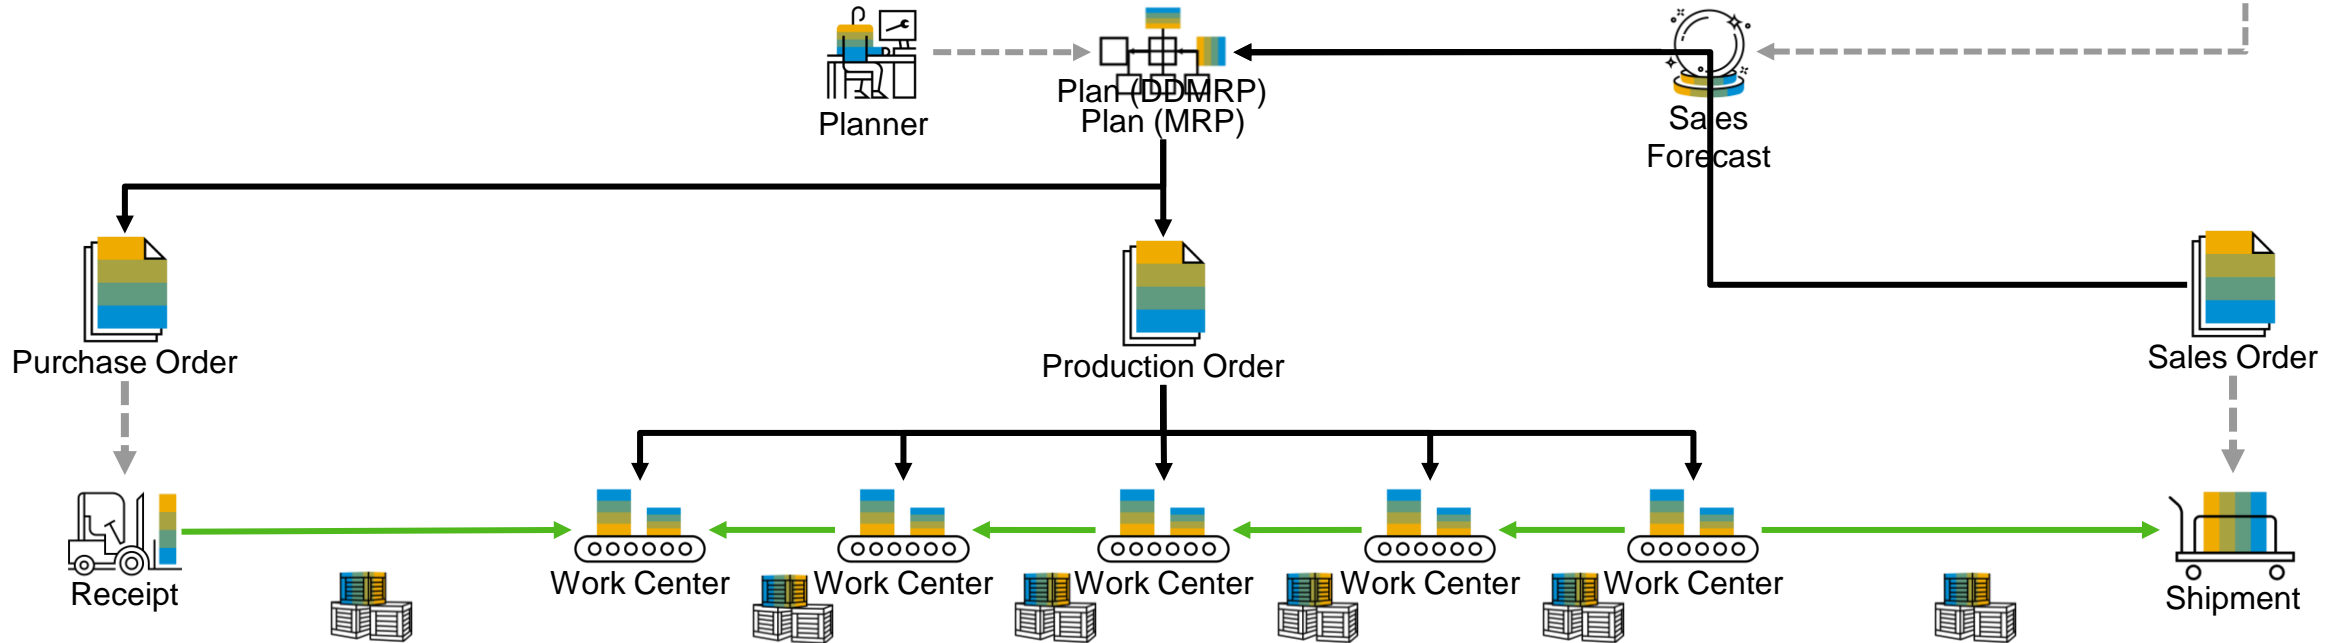 Planner
Plan (DDMRP)
Plan (MRP)
Sales
Forecast
Purchase Order
Production Order
Sales Order
Receipt
Work Center
Work Center
Work Center
Work Center
Work Center
Shipment